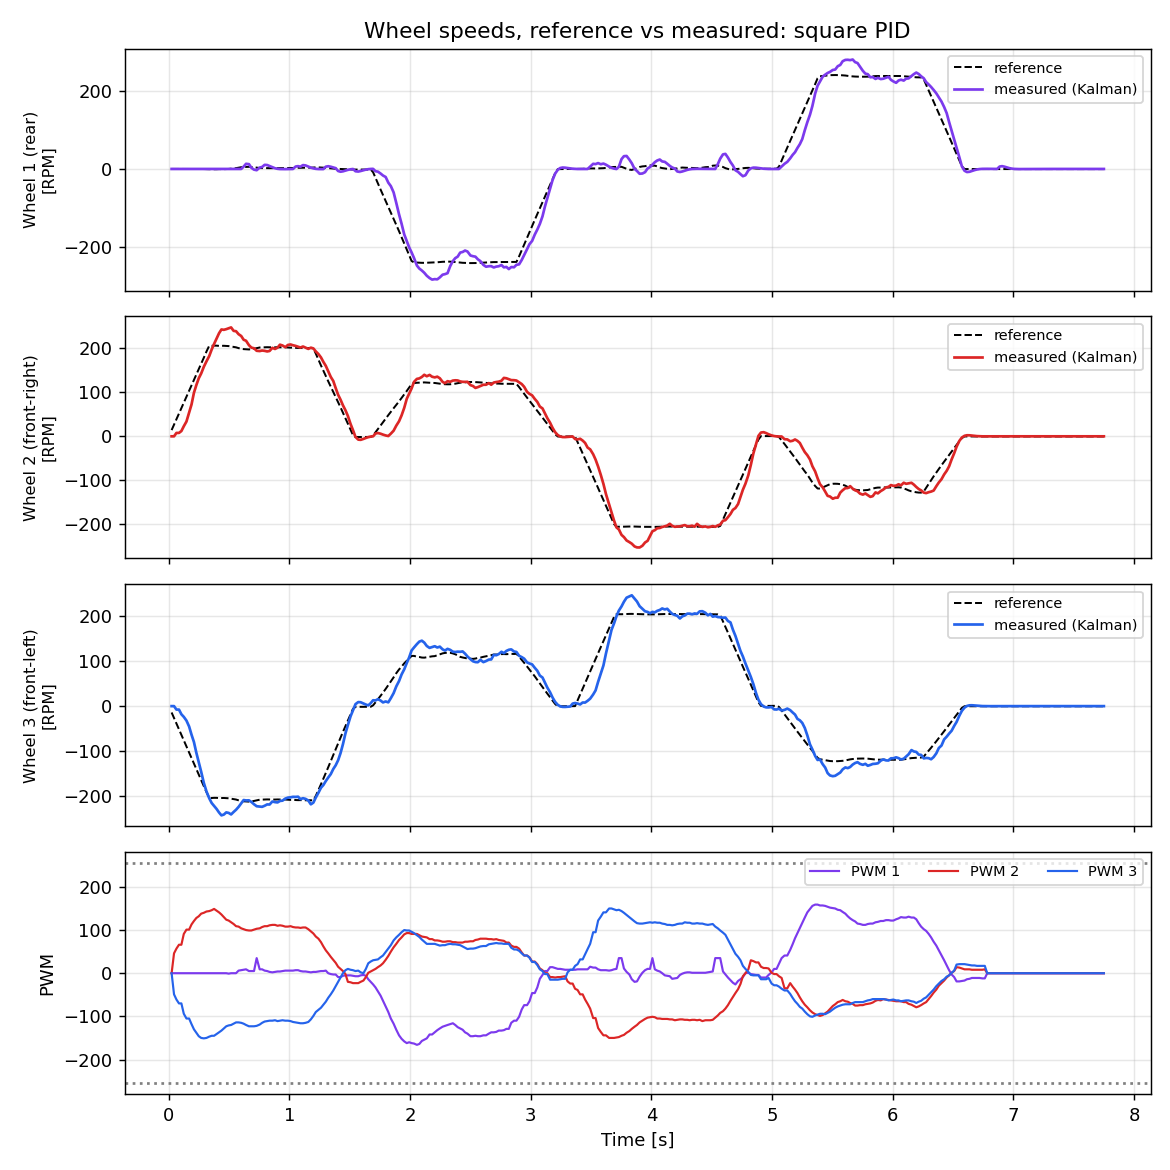 Wheel speeds, reference vs measured: square PID
Wheel 1 (rear)
[RPM]
200
0
−200
reference
measured (Kalman)
Wheel 2 (front-right)
[RPM]
200
100
0
−100
−200
reference
measured (Kalman)
Wheel 3 (front-left)
[RPM]
200
100
0
−100
−200
reference
measured (Kalman)
PWM
200
100
0
−100
−200
PWM 1 PWM 2 PWM 3
0 1 2 3 4 5 6 7 8
Time [s]